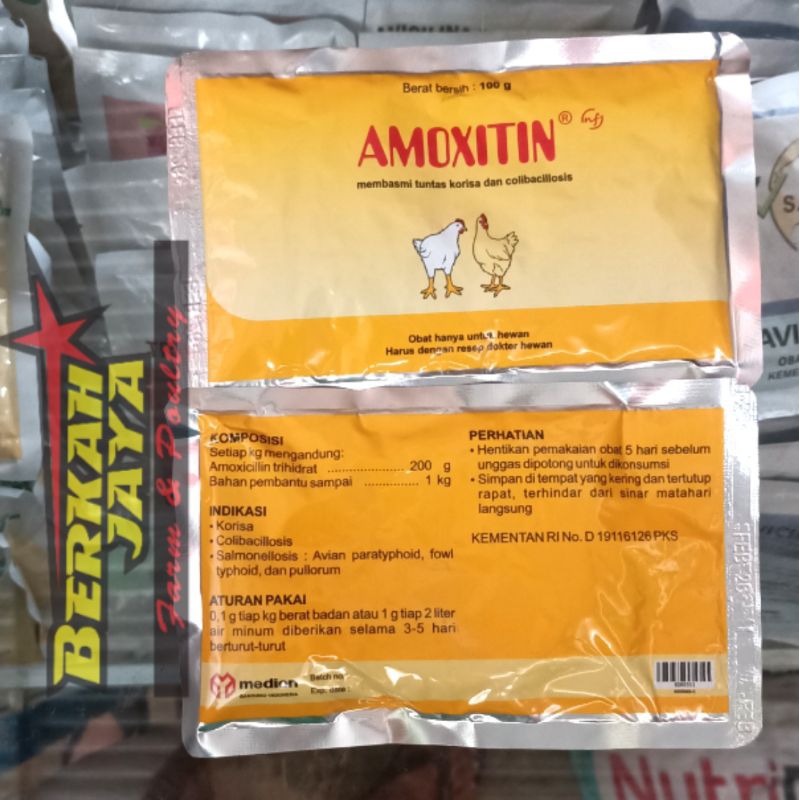 Berat bersih : 100 g
AMOXITIN®
membasmi tuntas korisa dan colibacillosis
Obat hanya untuk hewan
Harus dengan resep dokter hewan
BERKAH
JAYA
Farm & Poultry
KOMPOSISI
Setiap kg mengandung:
Amoxicillin trihidrat .................... 200 g
Bahan pembantu sampai ............. 1 kg
INDIKASI
• Korisa
• Colibacillosis
• Salmonellosis : Avian paratyphoid, fowl
typhoid, dan pullorum
ATURAN PAKAI
0,1 g tiap kg berat badan atau 1 g tiap 2 liter
air minum diberikan selama 3-5 hari
berturut-turut
medion
BANDUNG-INDONESIA
Batch no.
Exp. date :
PERHATIAN
• Hentikan pemakaian obat 5 hari sebelum
unggas dipotong untuk dikonsumsi
• Simpan di tempat yang kering dan tertutup
rapat, terhindar dari sinar matahari
langsung
KEMENTAN RI No. D 19116126 PKS